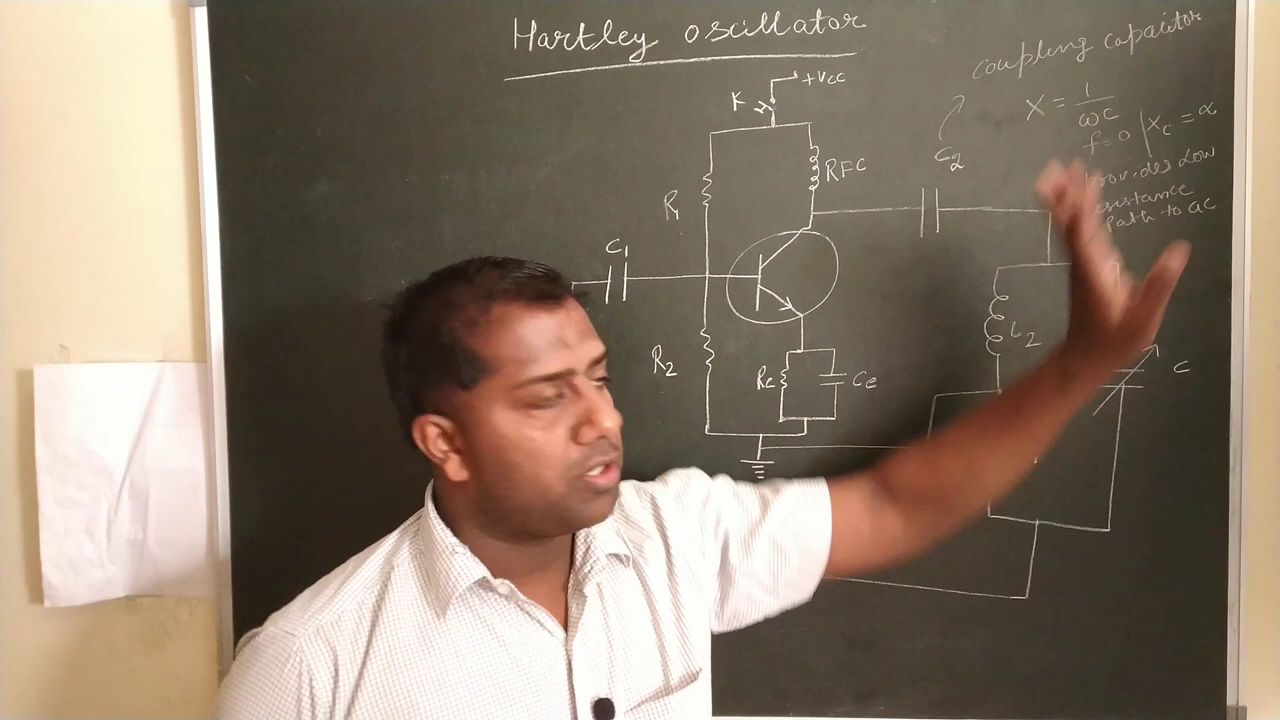 Hartley oscillator
coupling capacitor
+Vcc
K
X = 1/ωC
f=0 | Xc = α
C2
RFC
provides low
resistance
path to ac
R1
C1
L2
R2
Re
Ce
C